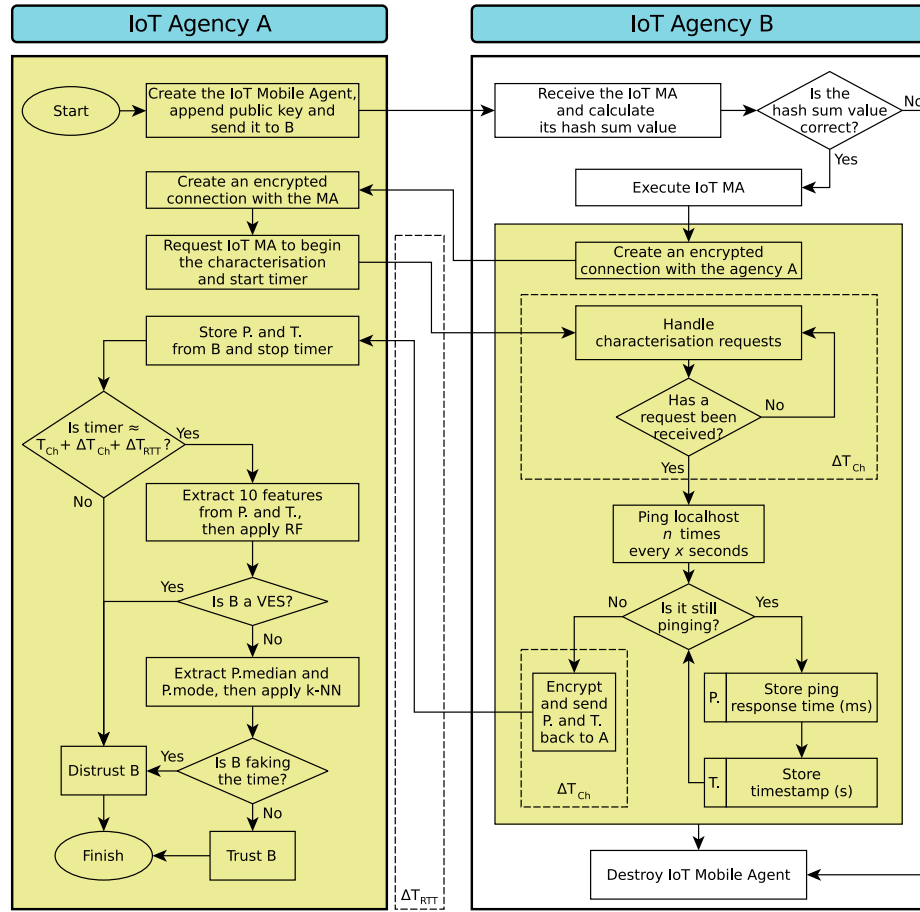 IoT Agency A
IoT Agency B
Start
Create the IoT Mobile Agent,
append public key and
send it to B
Receive the IoT MA
and calculate
its hash sum value
Is the
hash sum value
correct?
No
Yes
Create an encrypted
connection with the MA
Execute IoT MA
Request IoT MA to begin
the characterisation
and start timer
Create an encrypted
connection with the agency A
Store P. and T.
from B and stop timer
Handle
characterisation requests
Has a
request been
received?
No
Yes
ΔT_Ch
Is timer ≈
T_Ch + ΔT_Ch + ΔT_RTT ?
Yes
No
Extract 10 features
from P. and T.,
then apply RF
Ping localhost
n times
every x seconds
Is B a VES?
Yes
No
Is it still
pinging?
No
Yes
Extract P.median and
P.mode, then apply k-NN
Encrypt
and send
P. and T.
back to A
ΔT_Ch
P.
Store ping
response time (ms)
T.
Store
timestamp (s)
Is B faking
the time?
Yes
No
Distrust B
Trust B
Finish
ΔT_RTT
Destroy IoT Mobile Agent